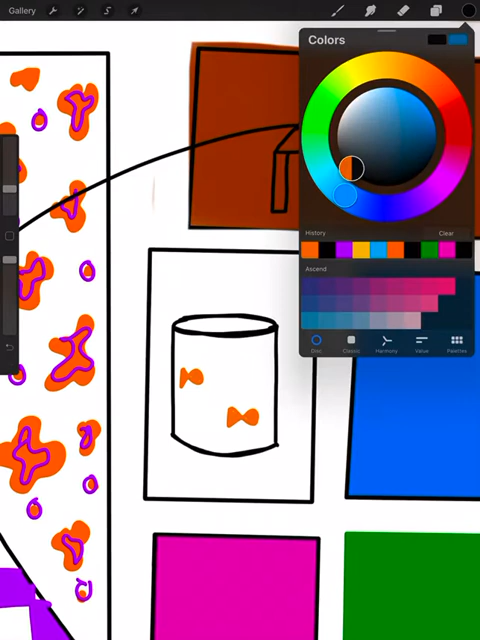 Gallery
Colors
History Clear
Ascend
Disc Classic Harmony Value Palettes